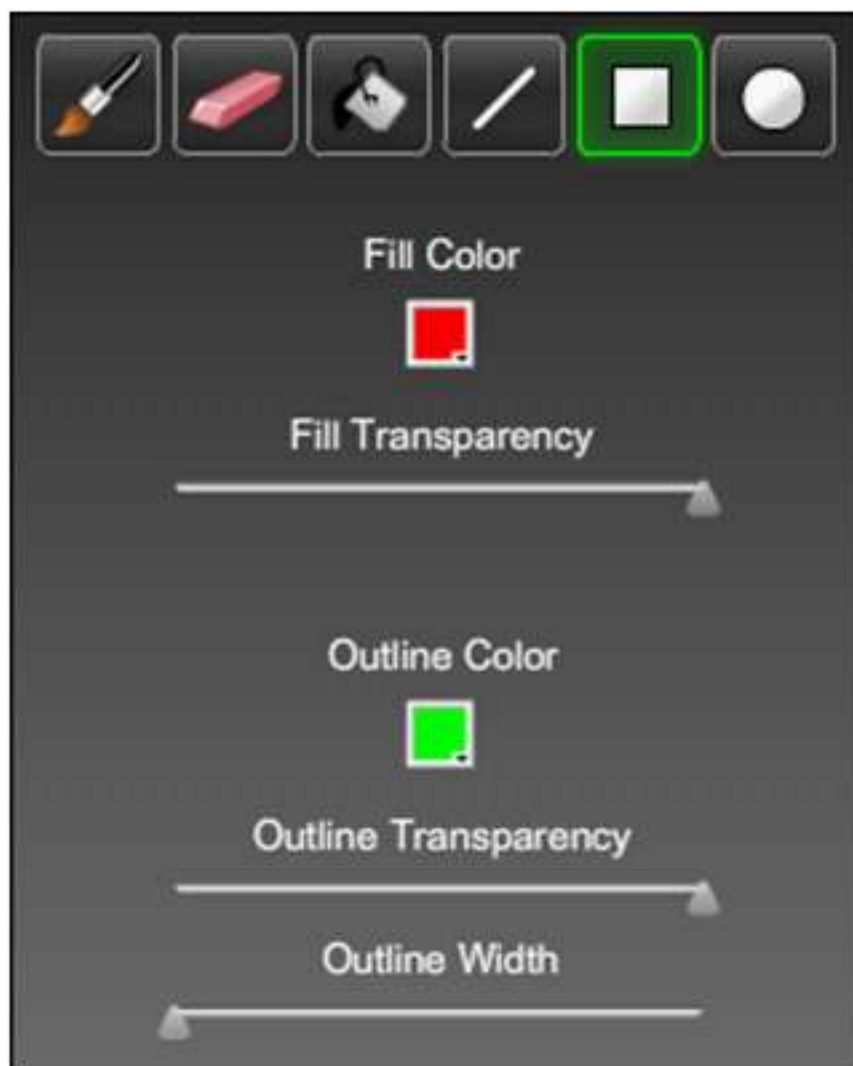 Fill Color
Fill Transparency
Outline Color
Outline Transparency
Outline Width